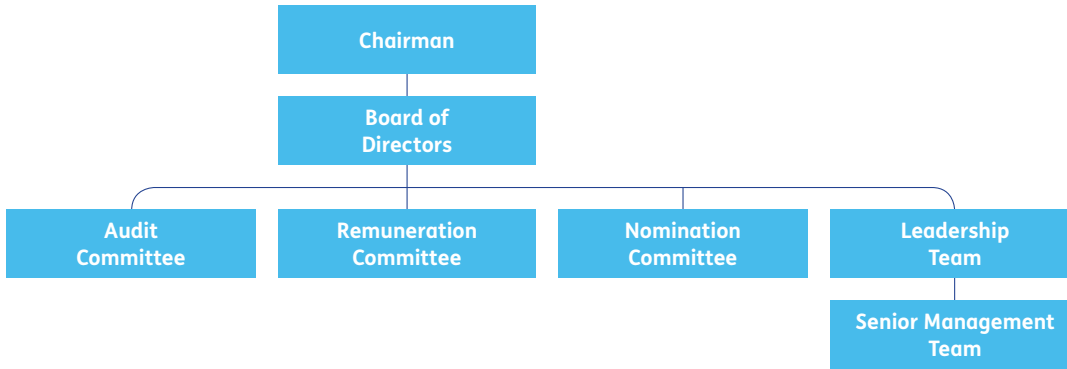 Chairman
Board of
Directors
Audit
Committee
Remuneration
Committee
Nomination
Committee
Leadership
Team
Senior Management
Team